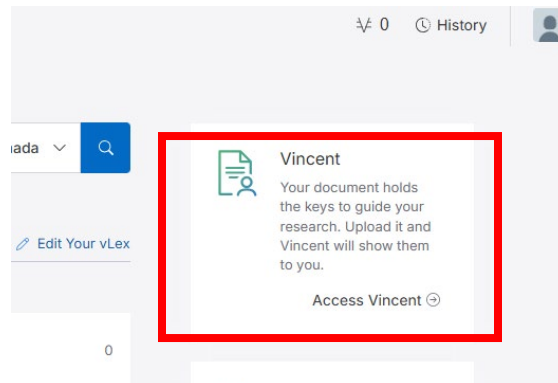 0
History
Vincent
Your document holds
the keys to guide your
research. Upload it and
Vincent will show them
to you.
Access Vincent
Edit Your vLex
0